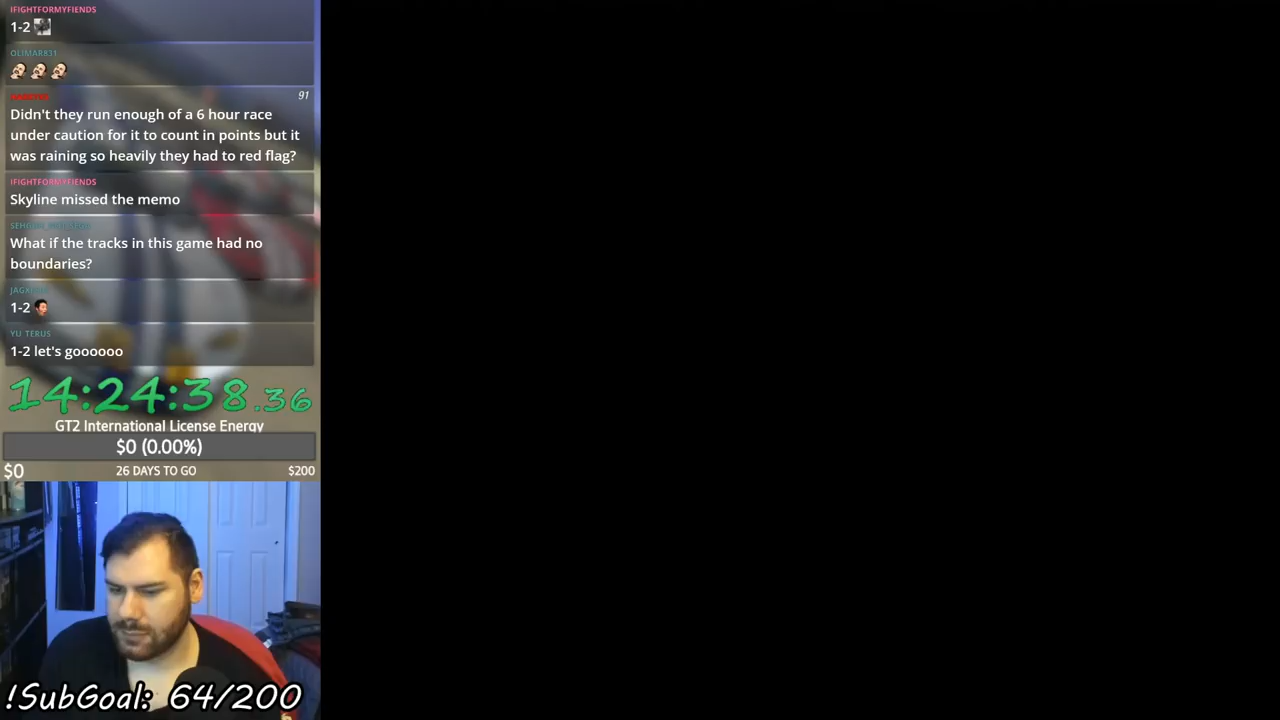 IFIGHTFORMYFIENDS
1-2
OLIMAR831
91
Didn't they run enough of a 6 hour race
under caution for it to count in points but it
was raining so heavily they had to red flag?
IFIGHTFORMYFIENDS
Skyline missed the memo
What if the tracks in this game had no
boundaries?
1-2
YU TERUS
1-2 let's goooooo
14:24:38.36
GT2 International License Energy
$0 (0.00%)
$0 26 DAYS TO GO $200
!SubGoal: 64/200